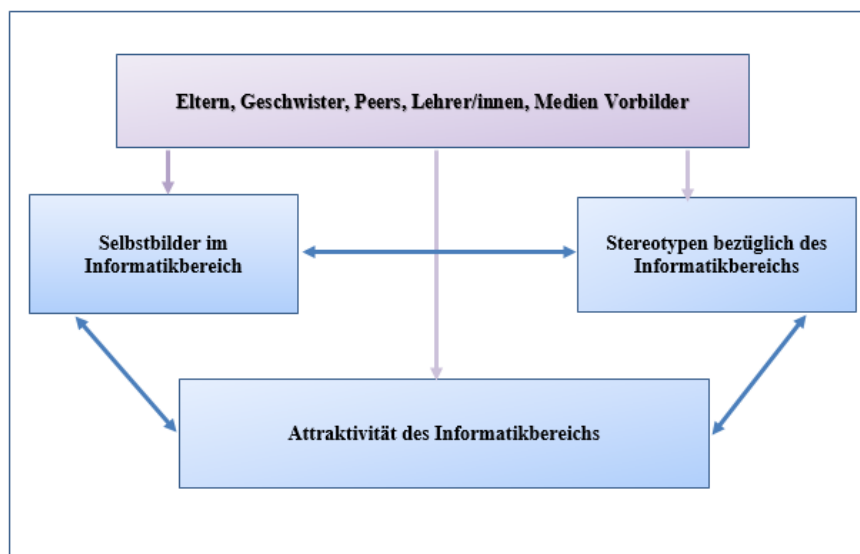 Eltern, Geschwister, Peers, Lehrer/innen, Medien Vorbilder
Selbstbilder im
Informatikbereich
Stereotypen bezüglich des
Informatikbereichs
Attraktivität des Informatikbereichs